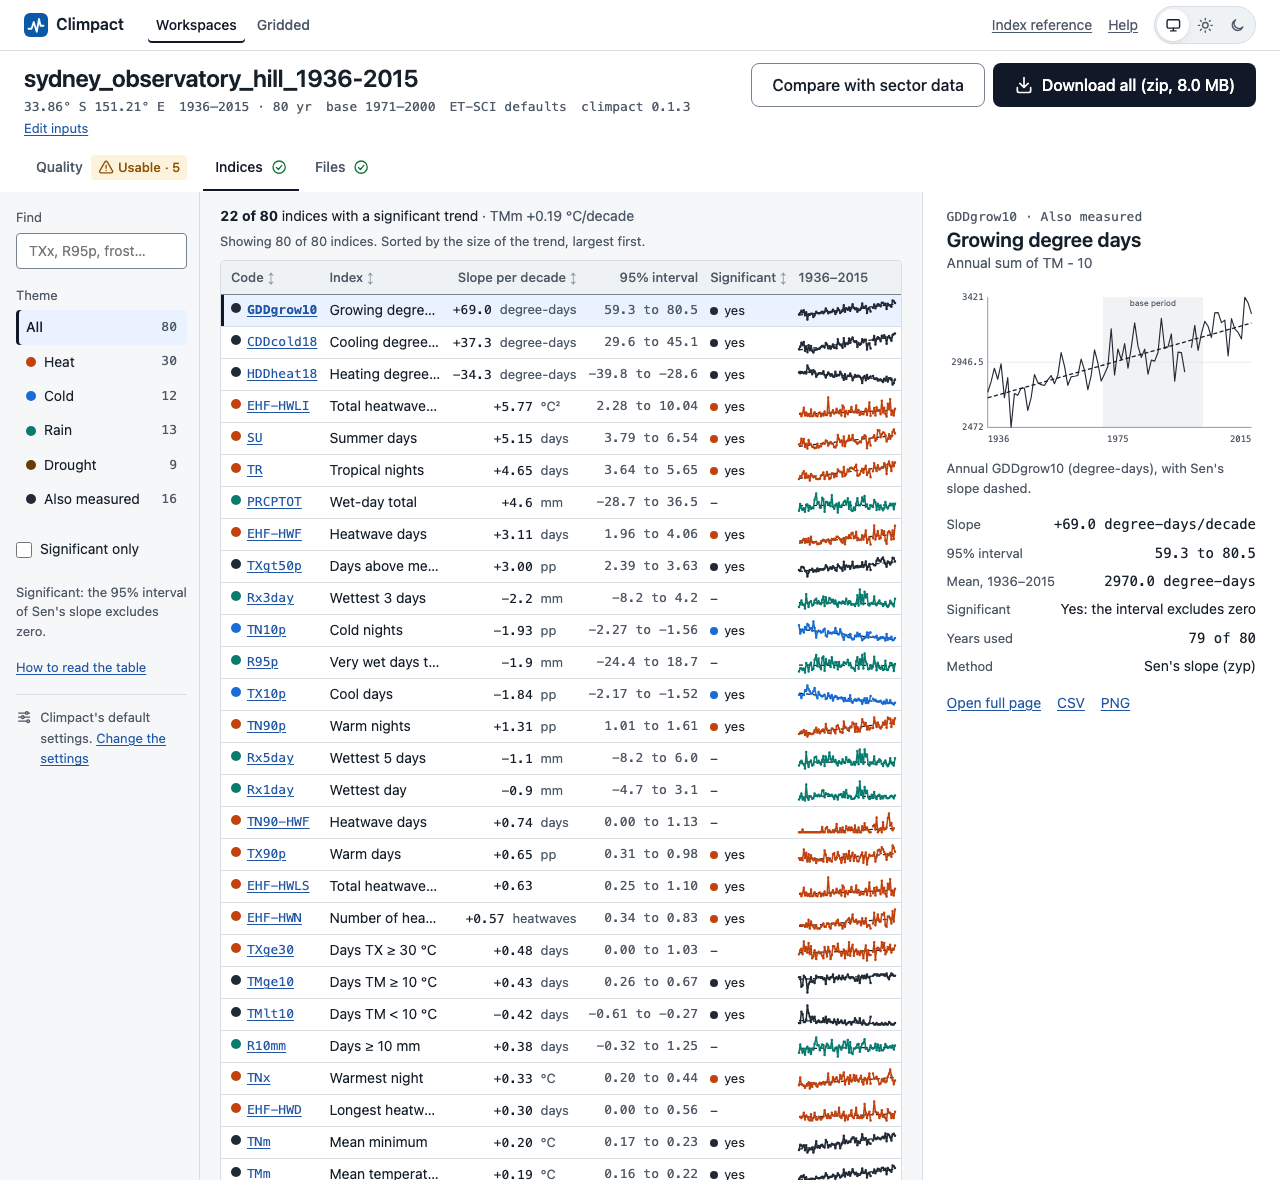 Climpact
Workspaces
Gridded
Index reference
Help
sydney_observatory_hill_1936-2015
33.86° S 151.21° E 1936–2015 · 80 yr base 1971–2000 ET-SCI defaults climpact 0.1.3
Edit inputs
Compare with sector data
Download all (zip, 8.0 MB)
Quality
Usable · 5
Indices
Files
Find
TXx, R95p, frost…
Theme
All 80
Heat 30
Cold 12
Rain 13
Drought 9
Also measured 16
Significant only
Significant: the 95% interval
of Sen's slope excludes
zero.
How to read the table
Climpact's default
settings. Change the
settings
22 of 80 indices with a significant trend · TMm +0.19 °C/decade
Showing 80 of 80 indices. Sorted by the size of the trend, largest first.
Code Index Slope per decade 95% interval Significant 1936–2015
GDDgrow10 Growing degre… +69.0 degree-days 59.3 to 80.5 yes
CDDcold18 Cooling degree… +37.3 degree-days 29.6 to 45.1 yes
HDDheat18 Heating degree… −34.3 degree-days −39.8 to −28.6 yes
EHF-HWLI Total heatwave… +5.77 °C² 2.28 to 10.04 yes
SU Summer days +5.15 days 3.79 to 6.54 yes
TR Tropical nights +4.65 days 3.64 to 5.65 yes
PRCPTOT Wet-day total +4.6 mm −28.7 to 36.5 –
EHF-HWF Heatwave days +3.11 days 1.96 to 4.06 yes
TXgt50p Days above me… +3.00 pp 2.39 to 3.63 yes
Rx3day Wettest 3 days −2.2 mm −8.2 to 4.2 –
TN10p Cold nights −1.93 pp −2.27 to −1.56 yes
R95p Very wet days t… −1.9 mm −24.4 to 18.7 –
TX10p Cool days −1.84 pp −2.17 to −1.52 yes
TN90p Warm nights +1.31 pp 1.01 to 1.61 yes
Rx5day Wettest 5 days −1.1 mm −8.2 to 6.0 –
Rx1day Wettest day −0.9 mm −4.7 to 3.1 –
TN90-HWF Heatwave days +0.74 days 0.00 to 1.13 –
TX90p Warm days +0.65 pp 0.31 to 0.98 yes
EHF-HWLS Total heatwave… +0.63 0.25 to 1.10 yes
EHF-HWN Number of hea… +0.57 heatwaves 0.34 to 0.83 yes
TXge30 Days TX ≥ 30 °C +0.48 days 0.00 to 1.03 –
TMge10 Days TM ≥ 10 °C +0.43 days 0.26 to 0.67 yes
TMlt10 Days TM < 10 °C −0.42 days −0.61 to −0.27 yes
R10mm Days ≥ 10 mm +0.38 days −0.32 to 1.25 –
TNx Warmest night +0.33 °C 0.20 to 0.44 yes
EHF-HWD Longest heatw… +0.30 days 0.00 to 0.56 –
TNm Mean minimum +0.20 °C 0.17 to 0.23 yes
TMm Mean temperat… +0.19 °C 0.16 to 0.22 yes
GDDgrow10 · Also measured
Growing degree days
Annual sum of TM - 10
3421
base period
2946.5
2472
1936 1975 2015
Annual GDDgrow10 (degree-days), with Sen's
slope dashed.
Slope +69.0 degree-days/decade
95% interval 59.3 to 80.5
Mean, 1936–2015 2970.0 degree-days
Significant Yes: the interval excludes zero
Years used 79 of 80
Method Sen's slope (zyp)
Open full page CSV PNG